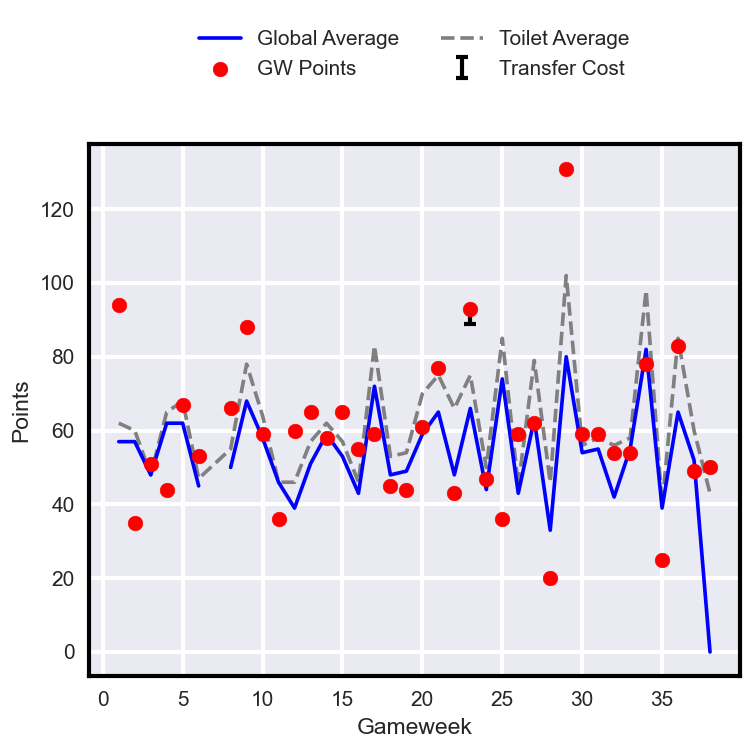 Global Average
Toilet Average
GW Points
Transfer Cost
120
100
80
60
40
20
0
Points
0 5 10 15 20 25 30 35
Gameweek